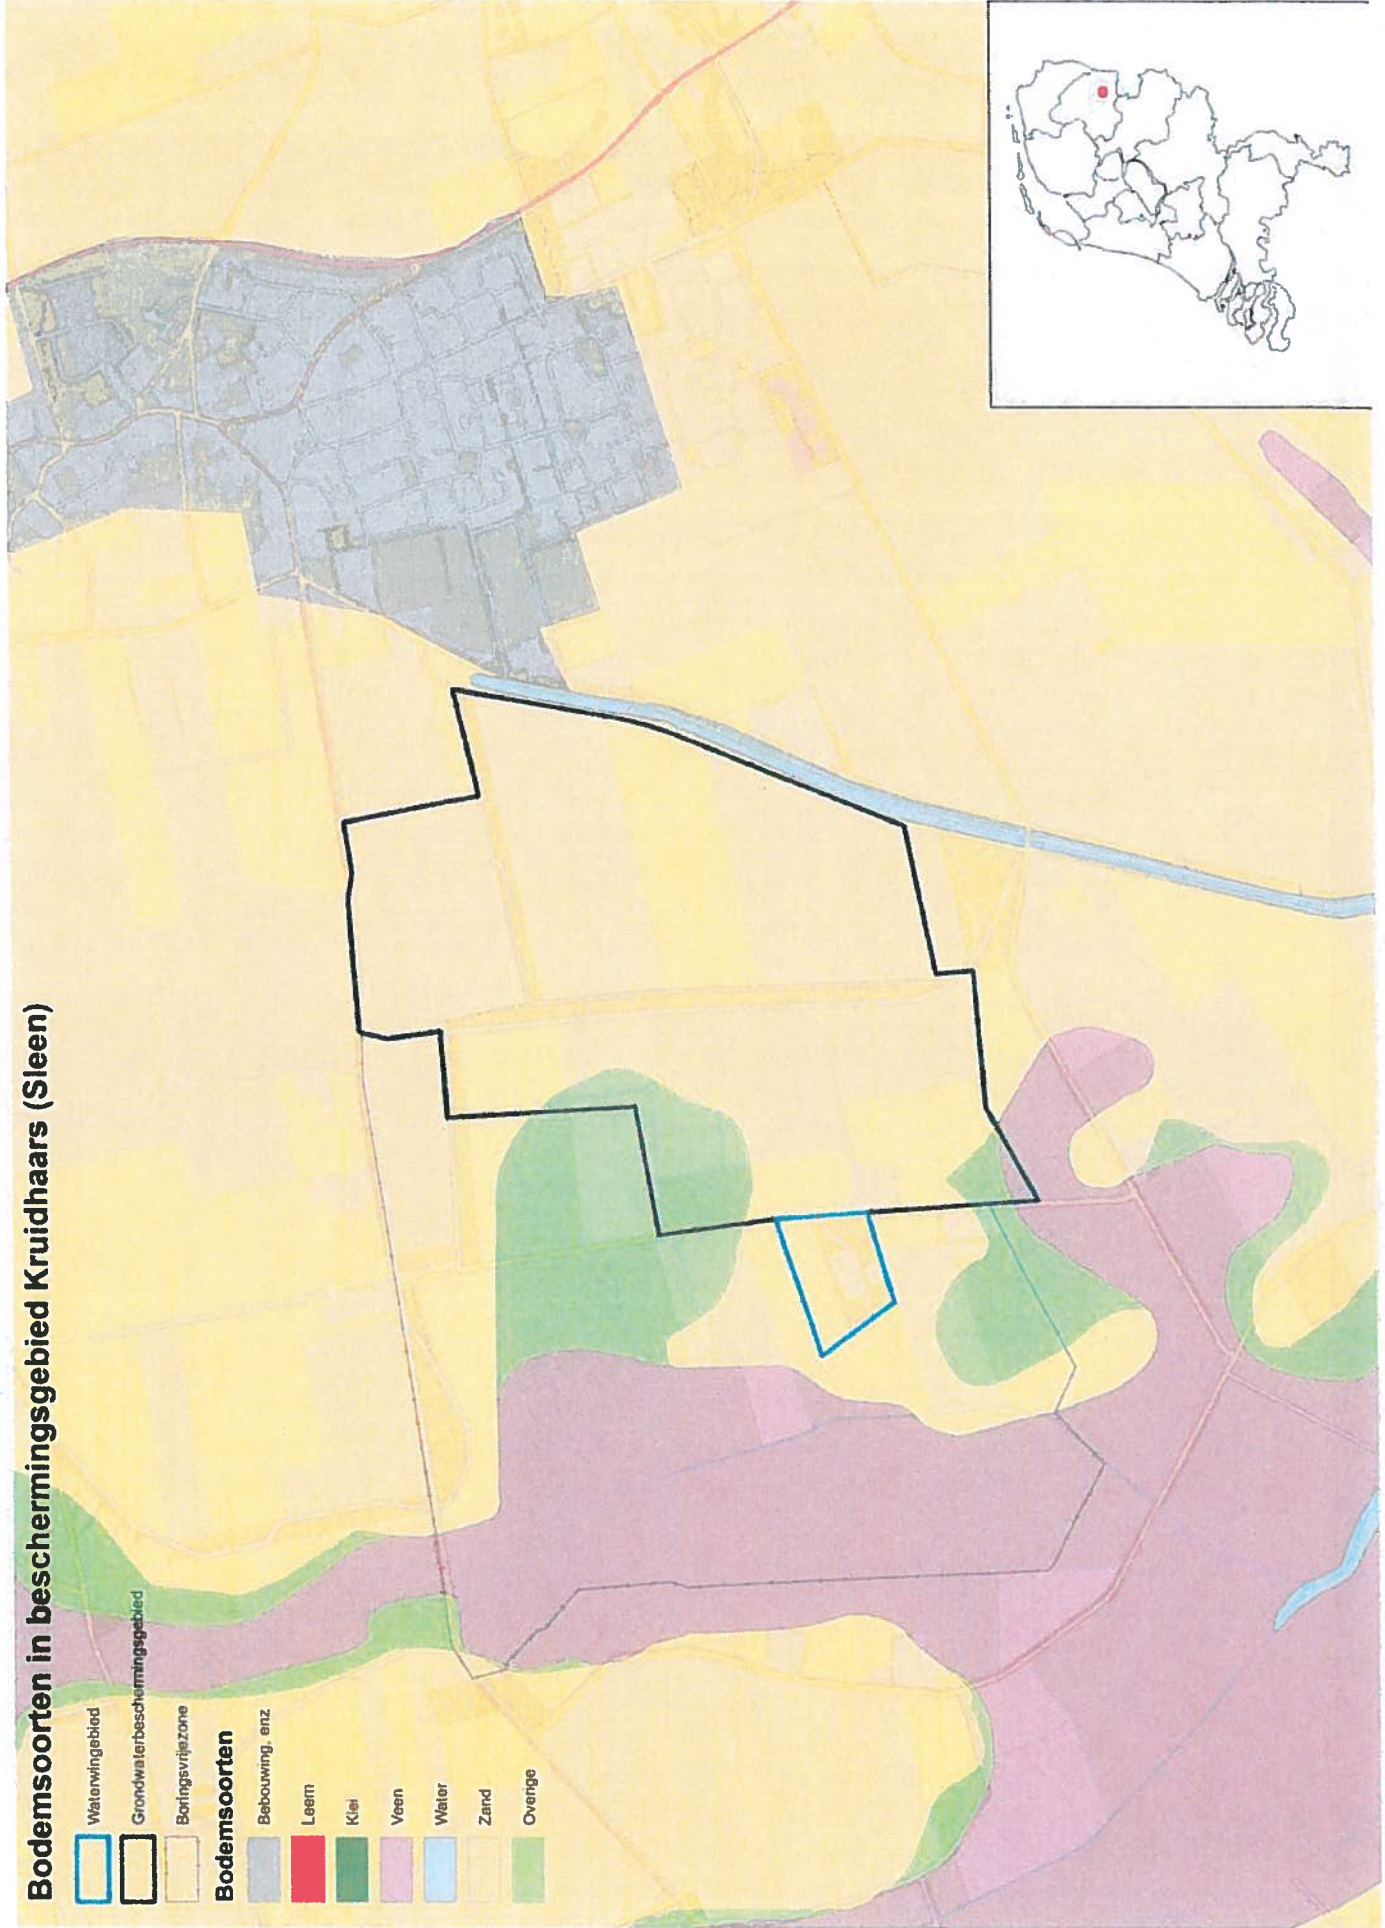 Bodemsoorten in beschermingsgebied Kruidhaars (Sleen)
Waterwingebied
Grondwaterbeschermingsgebied
Boringsvrijezone
Bodemsoorten
Bebouwing, enz
Leem
Klei
Veen
Water
Zand
Overige